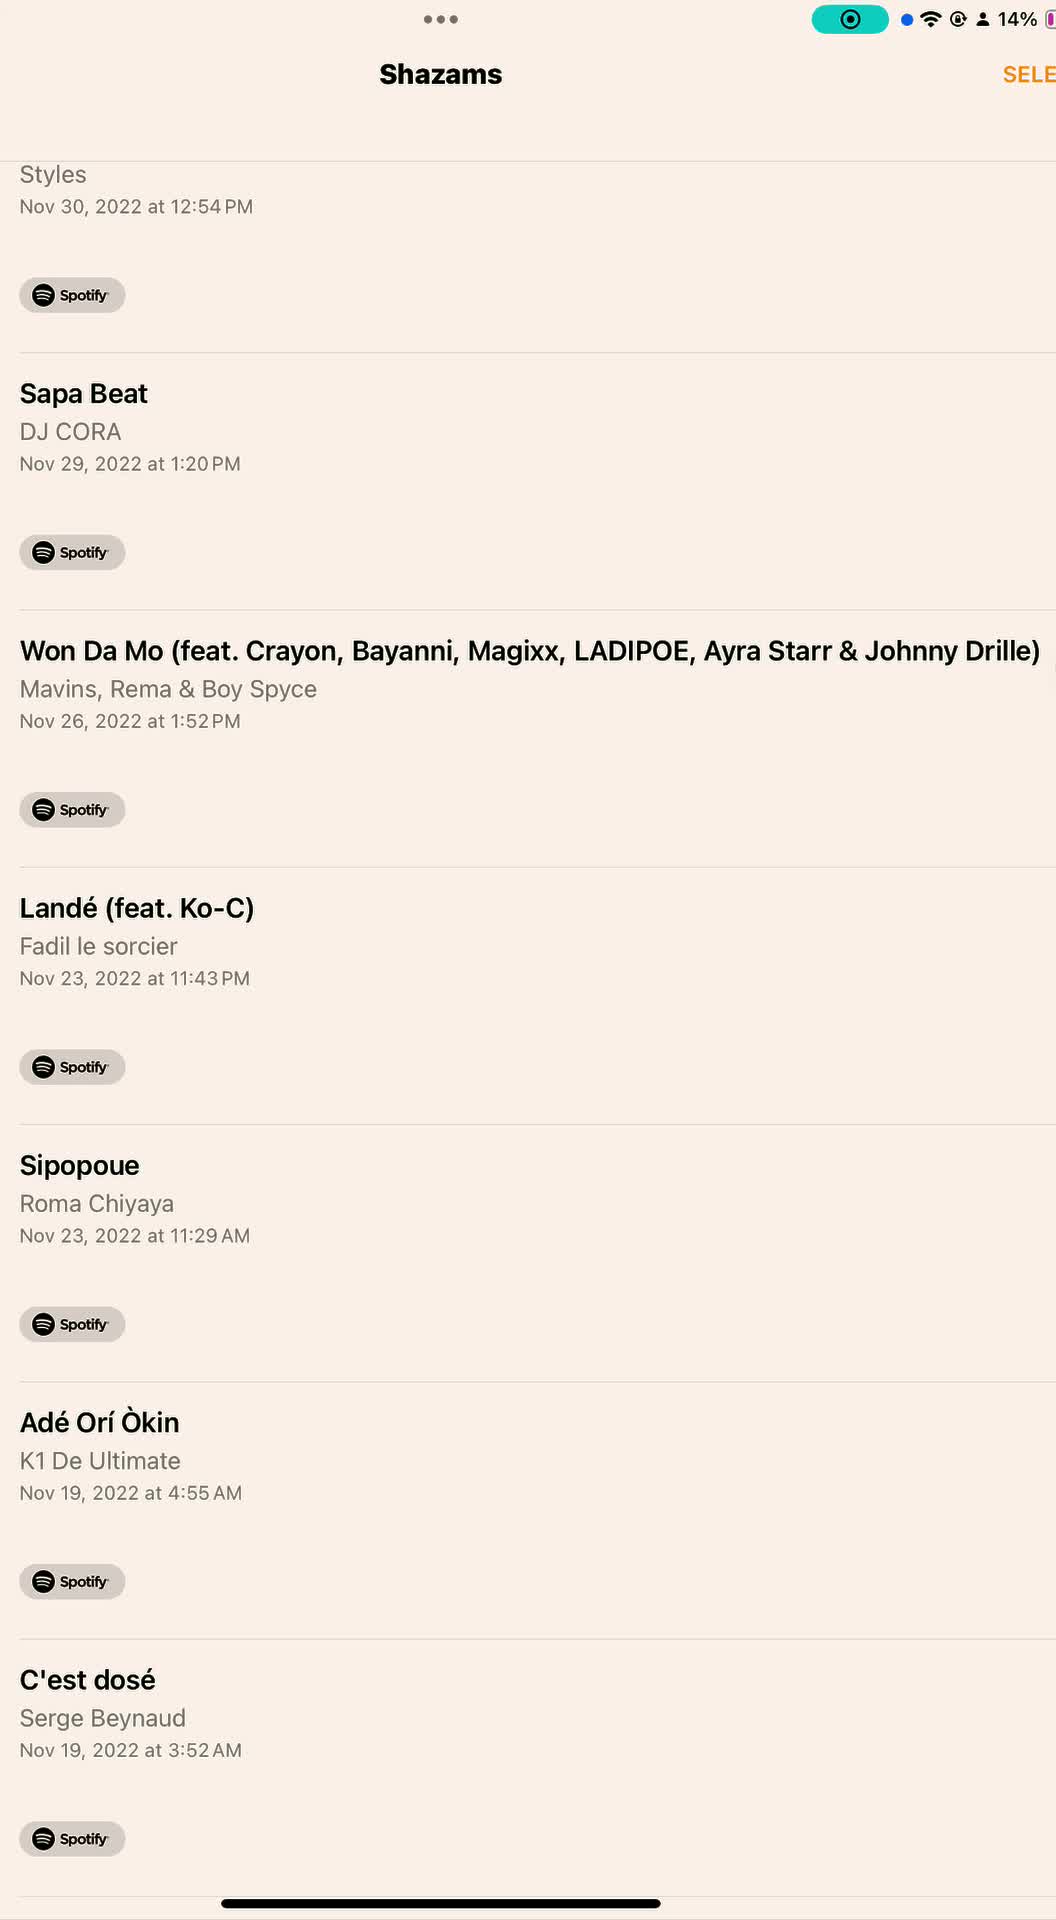 14%
Shazams
SELE
Styles
Nov 30, 2022 at 12:54 PM
Spotify
Sapa Beat
DJ CORA
Nov 29, 2022 at 1:20 PM
Spotify
Won Da Mo (feat. Crayon, Bayanni, Magixx, LADIPOE, Ayra Starr & Johnny Drille)
Mavins, Rema & Boy Spyce
Nov 26, 2022 at 1:52 PM
Spotify
Landé (feat. Ko-C)
Fadil le sorcier
Nov 23, 2022 at 11:43 PM
Spotify
Sipopoue
Roma Chiyaya
Nov 23, 2022 at 11:29 AM
Spotify
Adé Orí Òkin
K1 De Ultimate
Nov 19, 2022 at 4:55 AM
Spotify
C'est dosé
Serge Beynaud
Nov 19, 2022 at 3:52 AM
Spotify